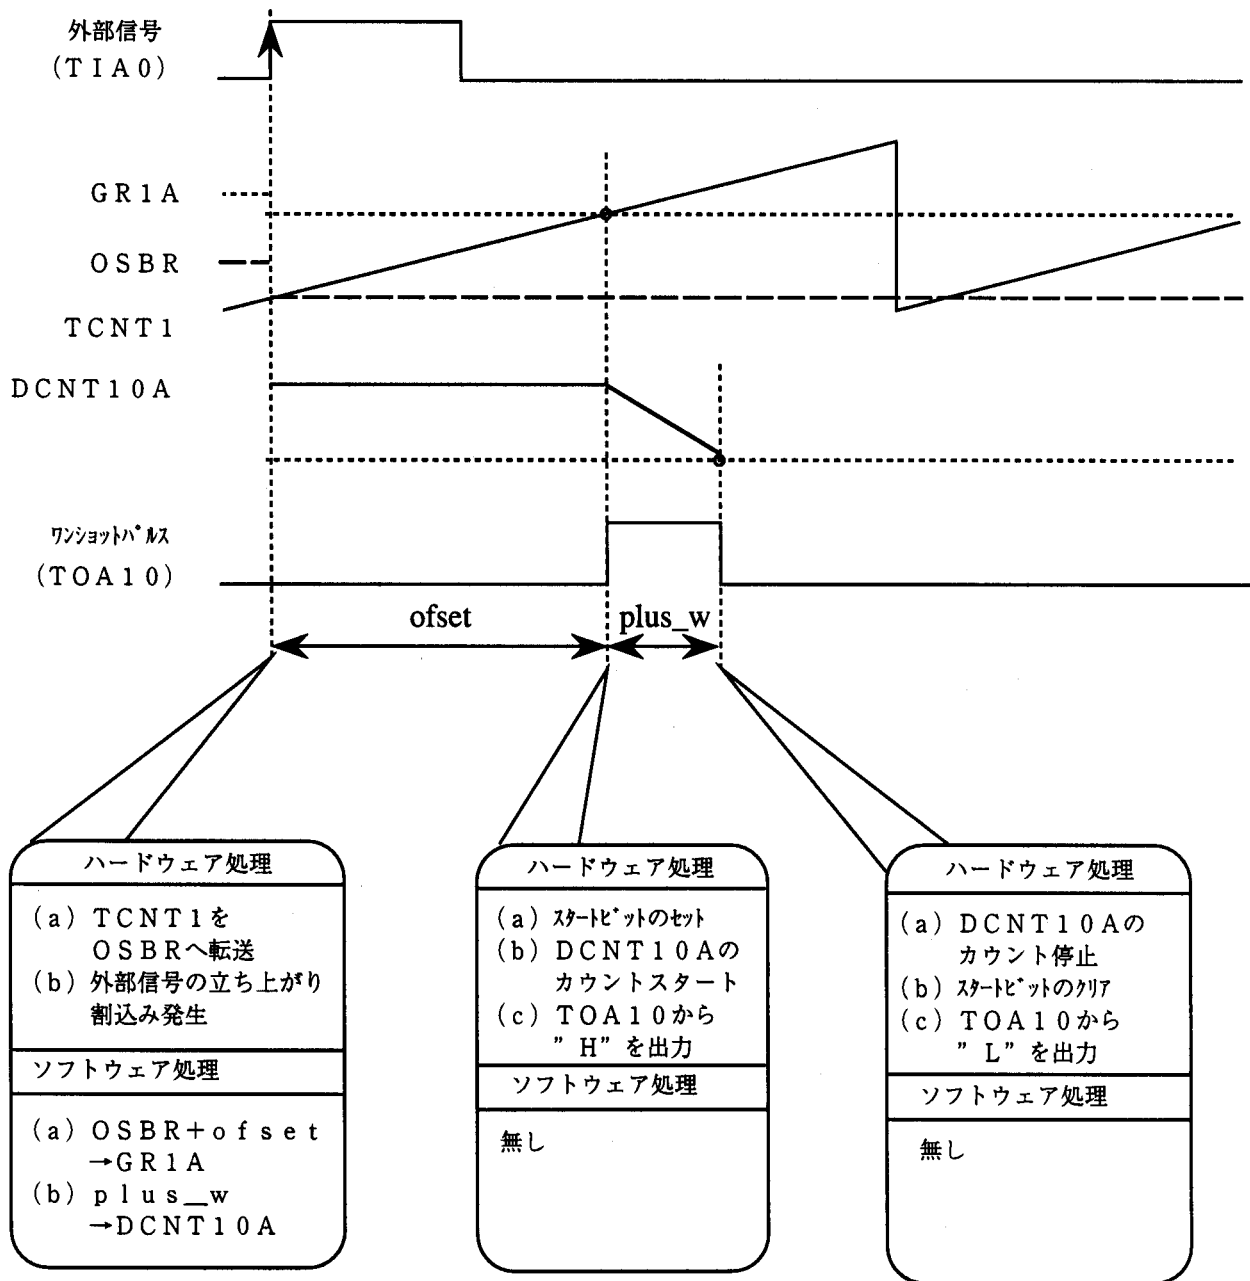 外部信号
(TIA0)
GR1A
OSBR
TCNT1
DCNT10A
ﾜﾝｼｮｯﾄﾊﾟﾙｽ
(TOA10)
ofset
plus_w
ハードウェア処理
(a) TCNT1を
OSBRへ転送
(b) 外部信号の立ち上がり
割込み発生
ソフトウェア処理
(a) OSBR+ofset
→GR1A
(b) plus_w
→DCNT10A
ハードウェア処理
(a) ｽﾀｰﾄﾋﾞｯﾄのセット
(b) DCNT10Aの
カウントスタート
(c) TOA10から
"H"を出力
ソフトウェア処理
無し
ハードウェア処理
(a) DCNT10Aの
カウント停止
(b) ｽﾀｰﾄﾋﾞｯﾄのｸﾘｱ
(c) TOA10から
"L"を出力
ソフトウェア処理
無し